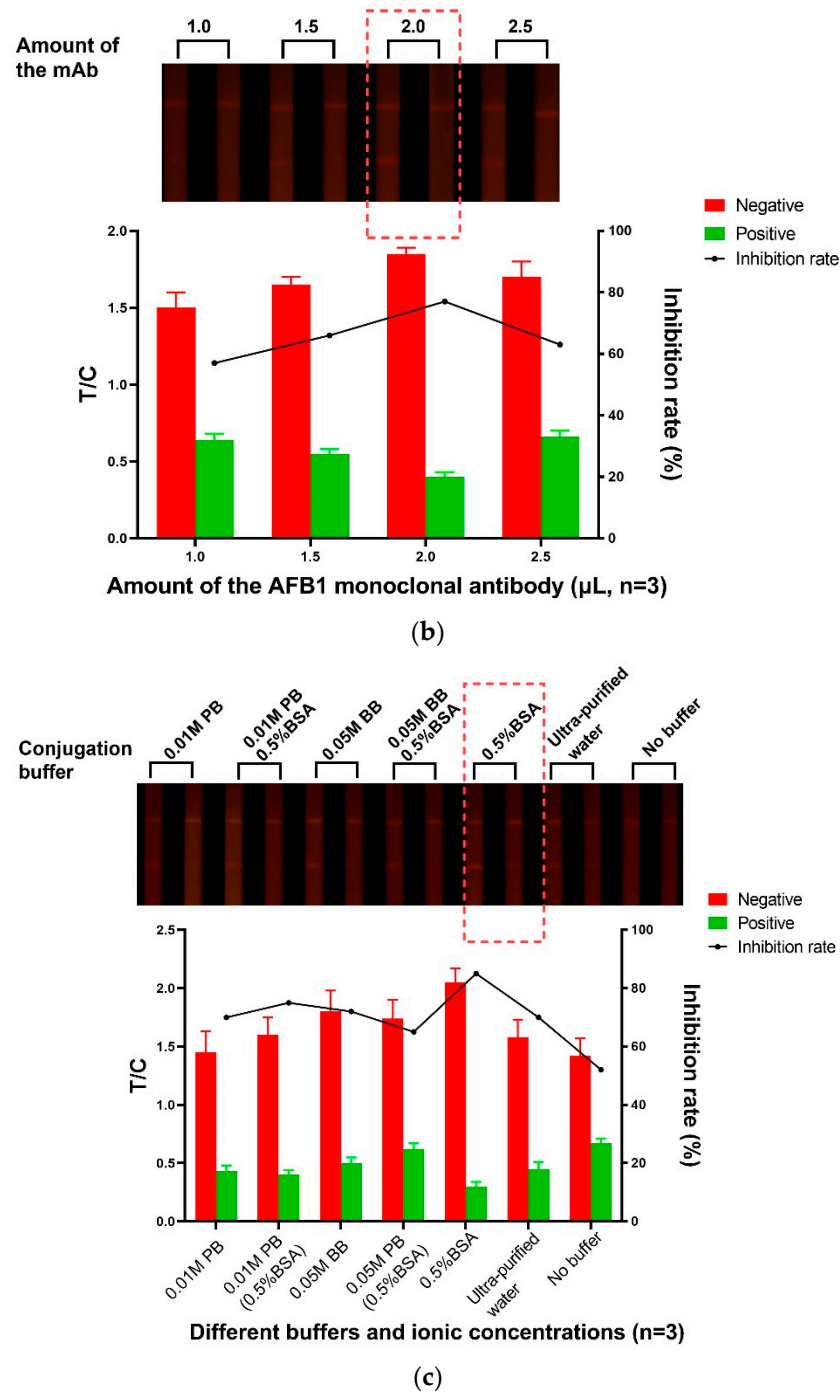 1.0 1.5 2.0 2.5
Amount of
the mAb
Negative
Positive
Inhibition rate
2.0
1.5
1.0
0.5
0.0
T/C
100
80
60
40
20
0
Inhibition rate (%)
1.0 1.5 2.0 2.5
Amount of the AFB1 monoclonal antibody (µL, n=3)
(b)
Conjugation
buffer
0.01M PB
0.01M PB
0.5%BSA
0.05M BB
0.05M BB
0.5%BSA
0.5%BSA
Ultra-purified
water
No buffer
Negative
Positive
Inhibition rate
2.5
2.0
1.5
1.0
0.5
0.0
T/C
100
80
60
40
20
0
Inhibition rate (%)
0.01M PB
0.01M PB
(0.5%BSA)
0.05M BB
0.05M PB
(0.5%BSA)
0.5%BSA
Ultra-purified
water
No buffer
Different buffers and ionic concentrations (n=3)
(c)